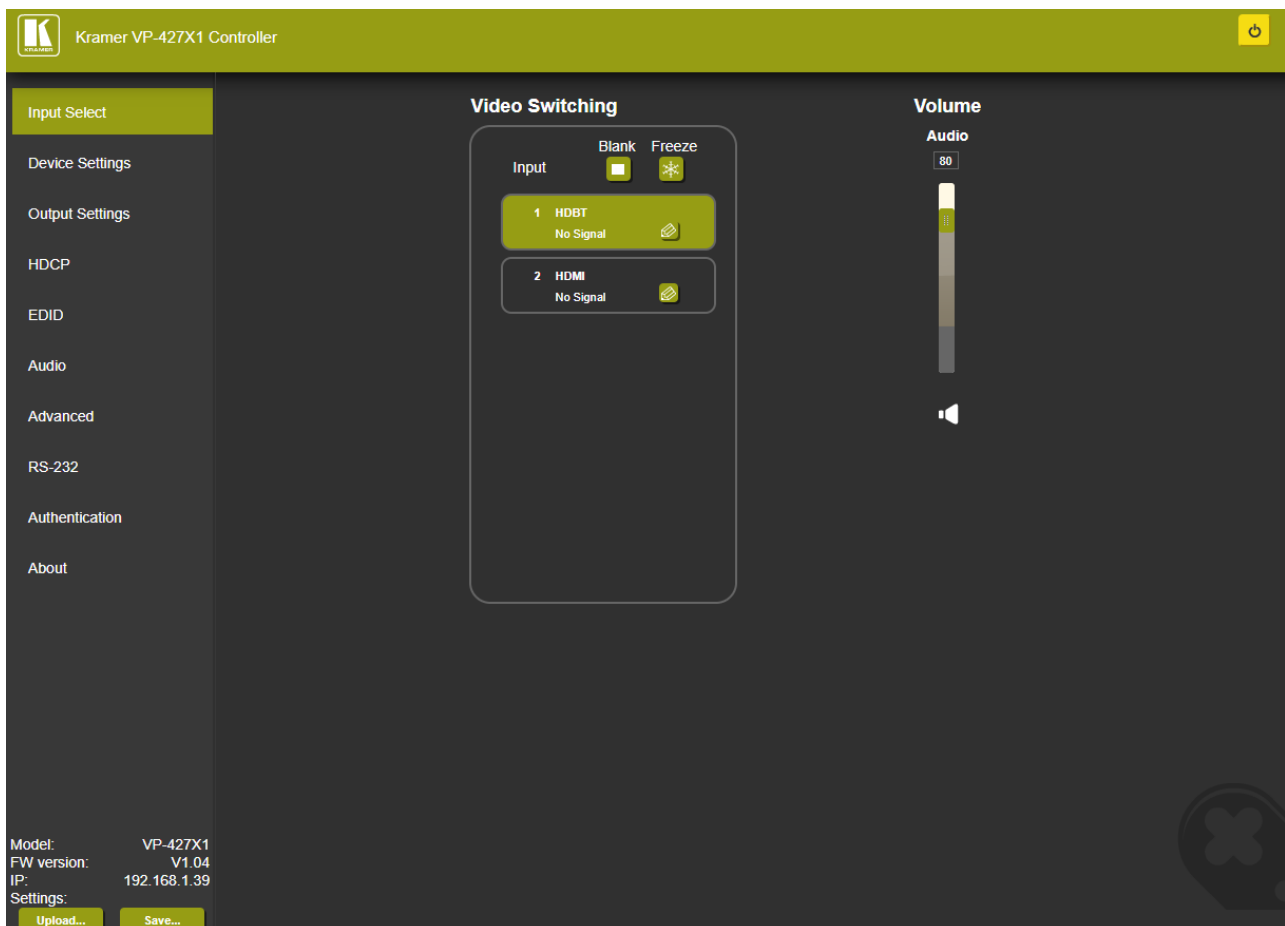 KRAMER
Kramer VP-427X1 Controller
Input Select
Device Settings
Output Settings
HDCP
EDID
Audio
Advanced
RS-232
Authentication
About
Video Switching
Blank Freeze
Input
1 HDBT
No Signal
2 HDMI
No Signal
Volume
Audio
80
Model: VP-427X1
FW version: V1.04
IP: 192.168.1.39
Settings:
Upload... Save...